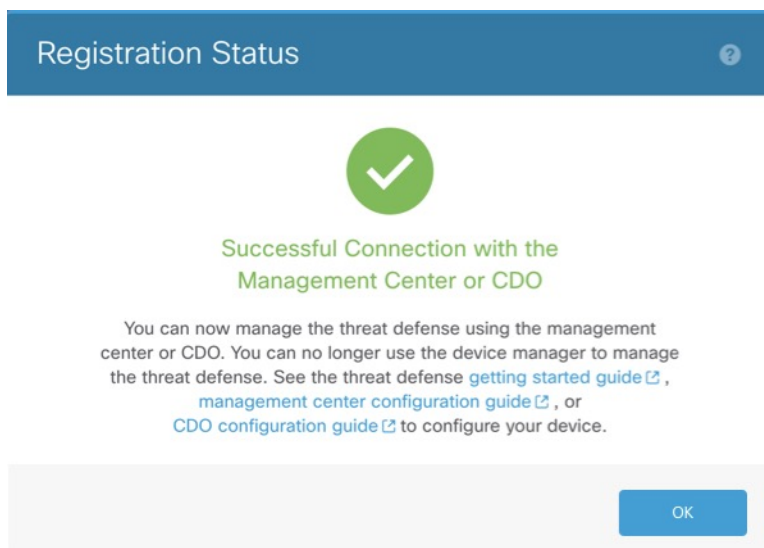 Registration Status
?
Successful Connection with the
Management Center or CDO
You can now manage the threat defense using the management
center or CDO. You can no longer use the device manager to manage
the threat defense. See the threat defense getting started guide ,
management center configuration guide , or
CDO configuration guide to configure your device.
OK